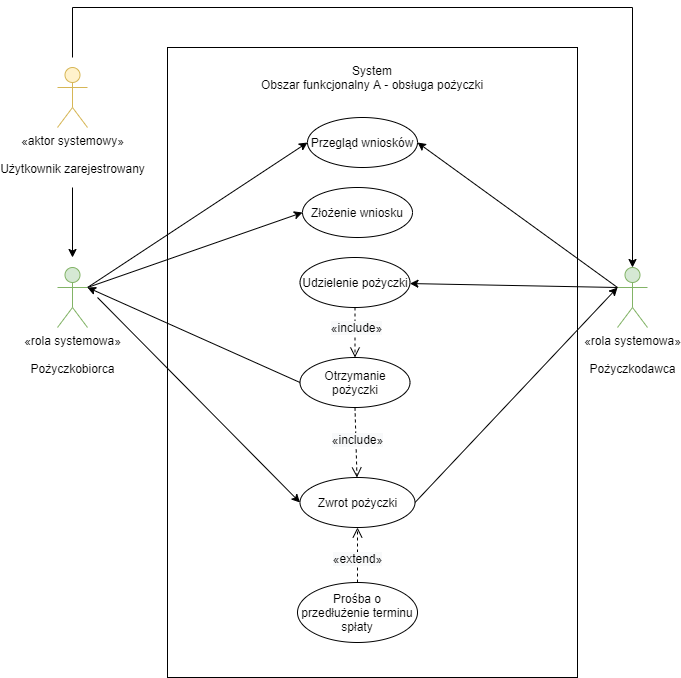 System
Obszar funkcjonalny A - obsługa pożyczki
«aktor systemowy»
Użytkownik zarejestrowany
Przegląd wniosków
Złożenie wniosku
Udzielenie pożyczki
«include»
«rola systemowa»
Pożyczkobiorca
«rola systemowa»
Pożyczkodawca
Otrzymanie
pożyczki
«include»
Zwrot pożyczki
«extend»
Prośba o
przedłużenie terminu
spłaty